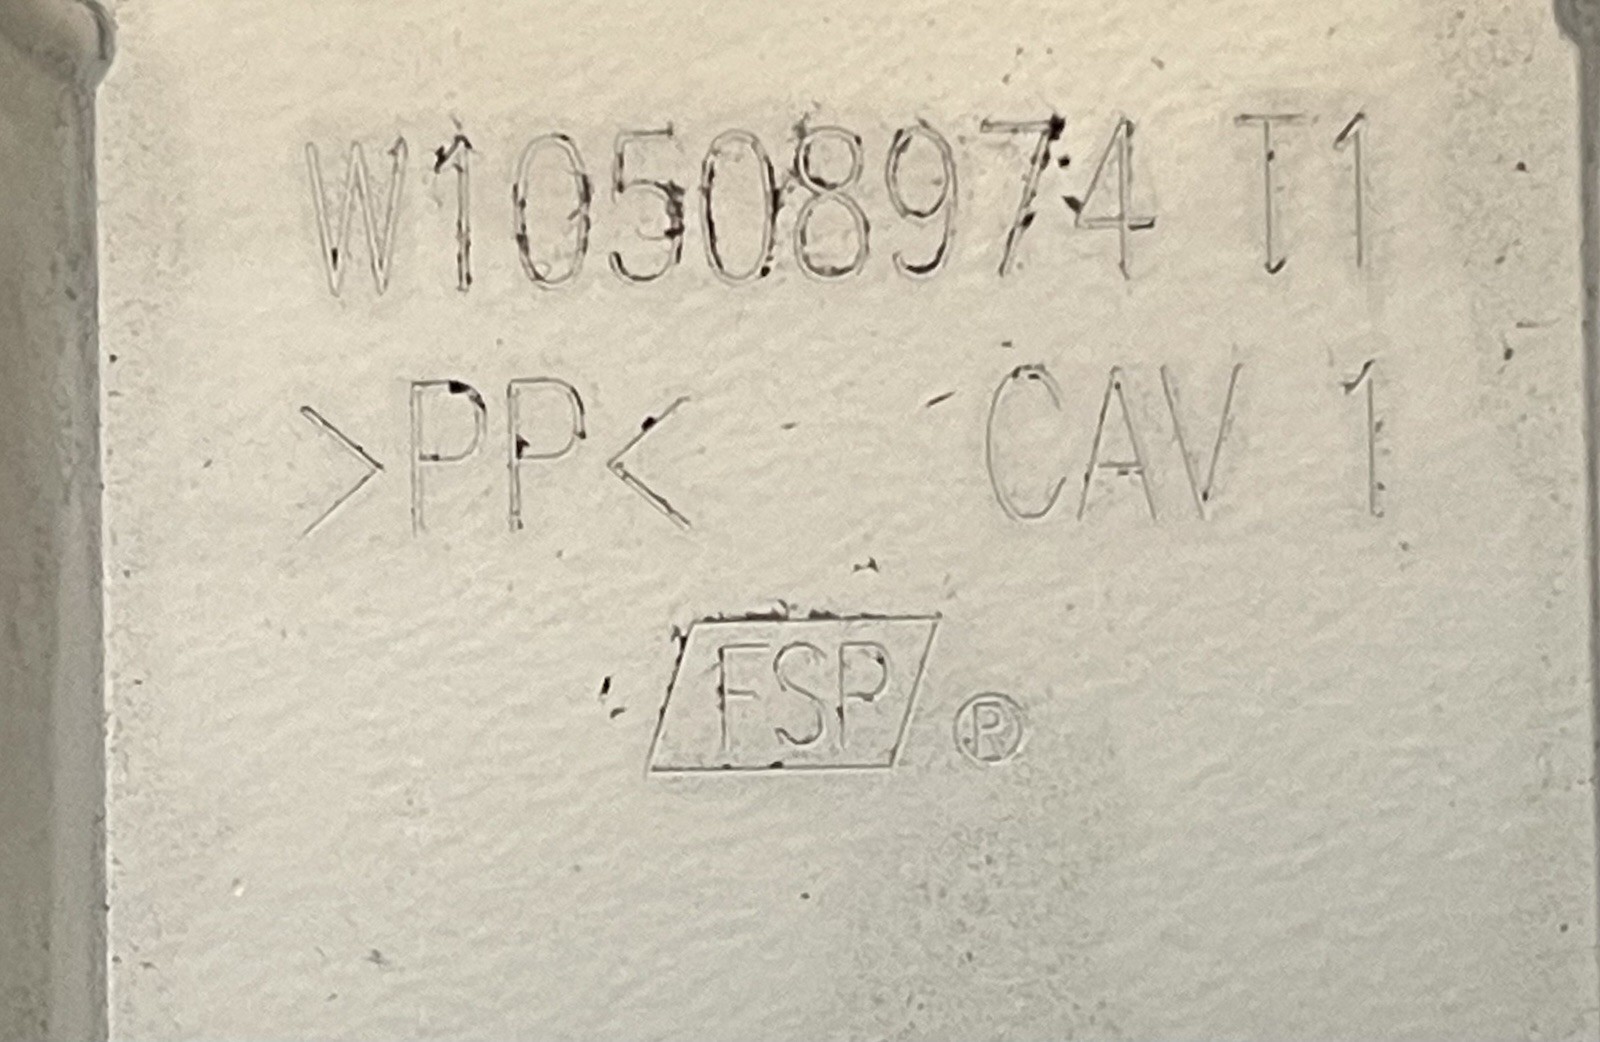 W10508974 T1
>PP< CAV 1
FSP ®